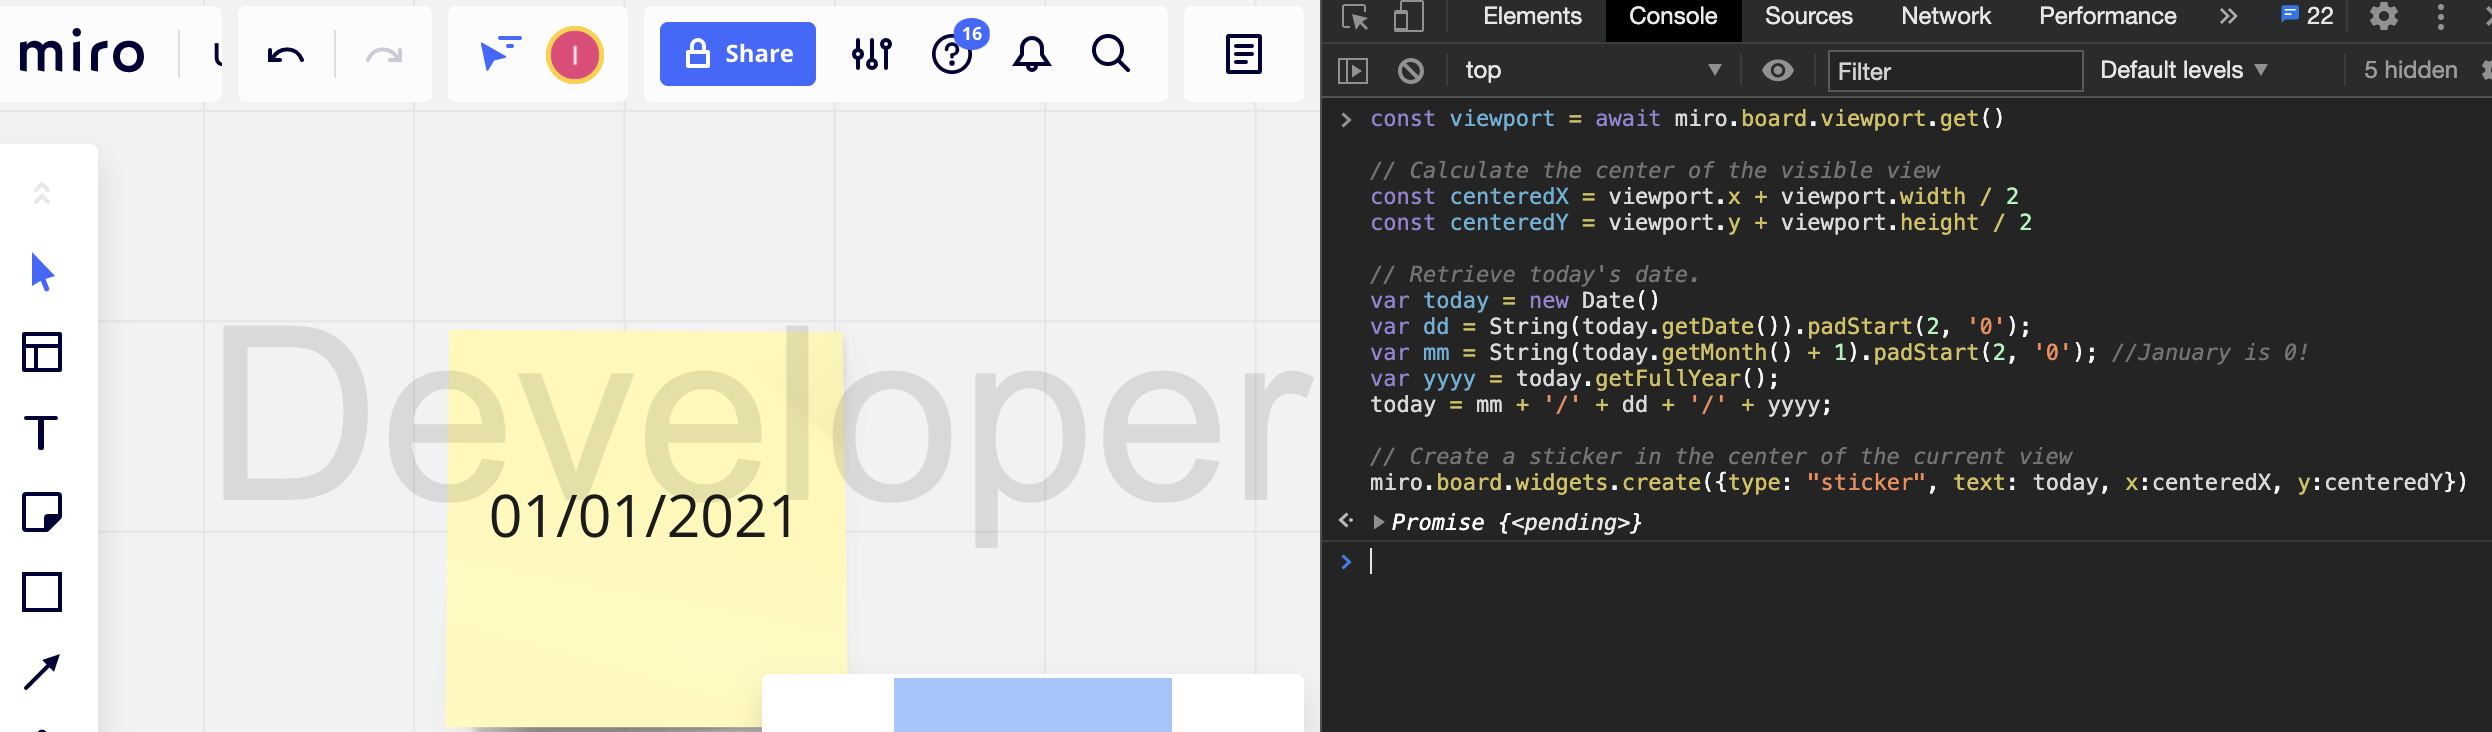 miro
Share
16
I
Developer
01/01/2021
Elements Console Sources Network Performance 22
top Filter Default levels 5 hidden
const viewport = await miro.board.viewport.get()
// Calculate the center of the visible view
const centeredX = viewport.x + viewport.width / 2
const centeredY = viewport.y + viewport.height / 2
// Retrieve today's date.
var today = new Date()
var dd = String(today.getDate()).padStart(2, '0');
var mm = String(today.getMonth() + 1).padStart(2, '0'); //January is 0!
var yyyy = today.getFullYear();
today = mm + '/' + dd + '/' + yyyy;
// Create a sticker in the center of the current view
miro.board.widgets.create({type: "sticker", text: today, x:centeredX, y:centeredY})
Promise {<pending>}